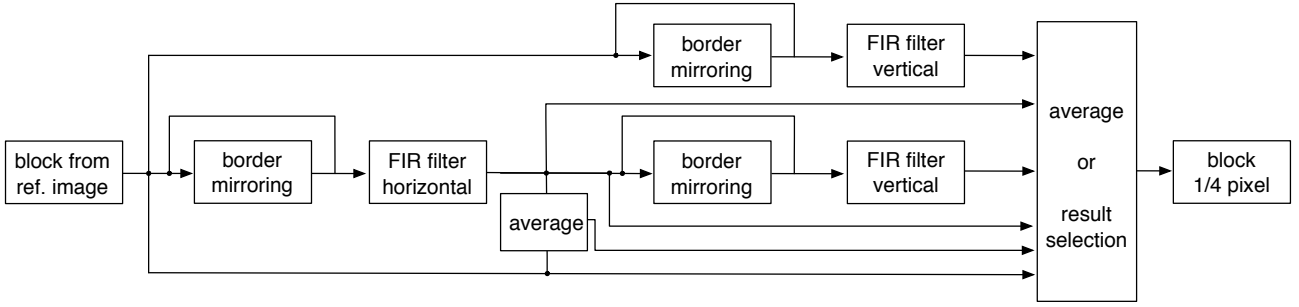 border
mirroring
FIR filter
vertical
block from
ref. image
border
mirroring
FIR filter
horizontal
border
mirroring
FIR filter
vertical
average
average
or
result
selection
block
1/4 pixel